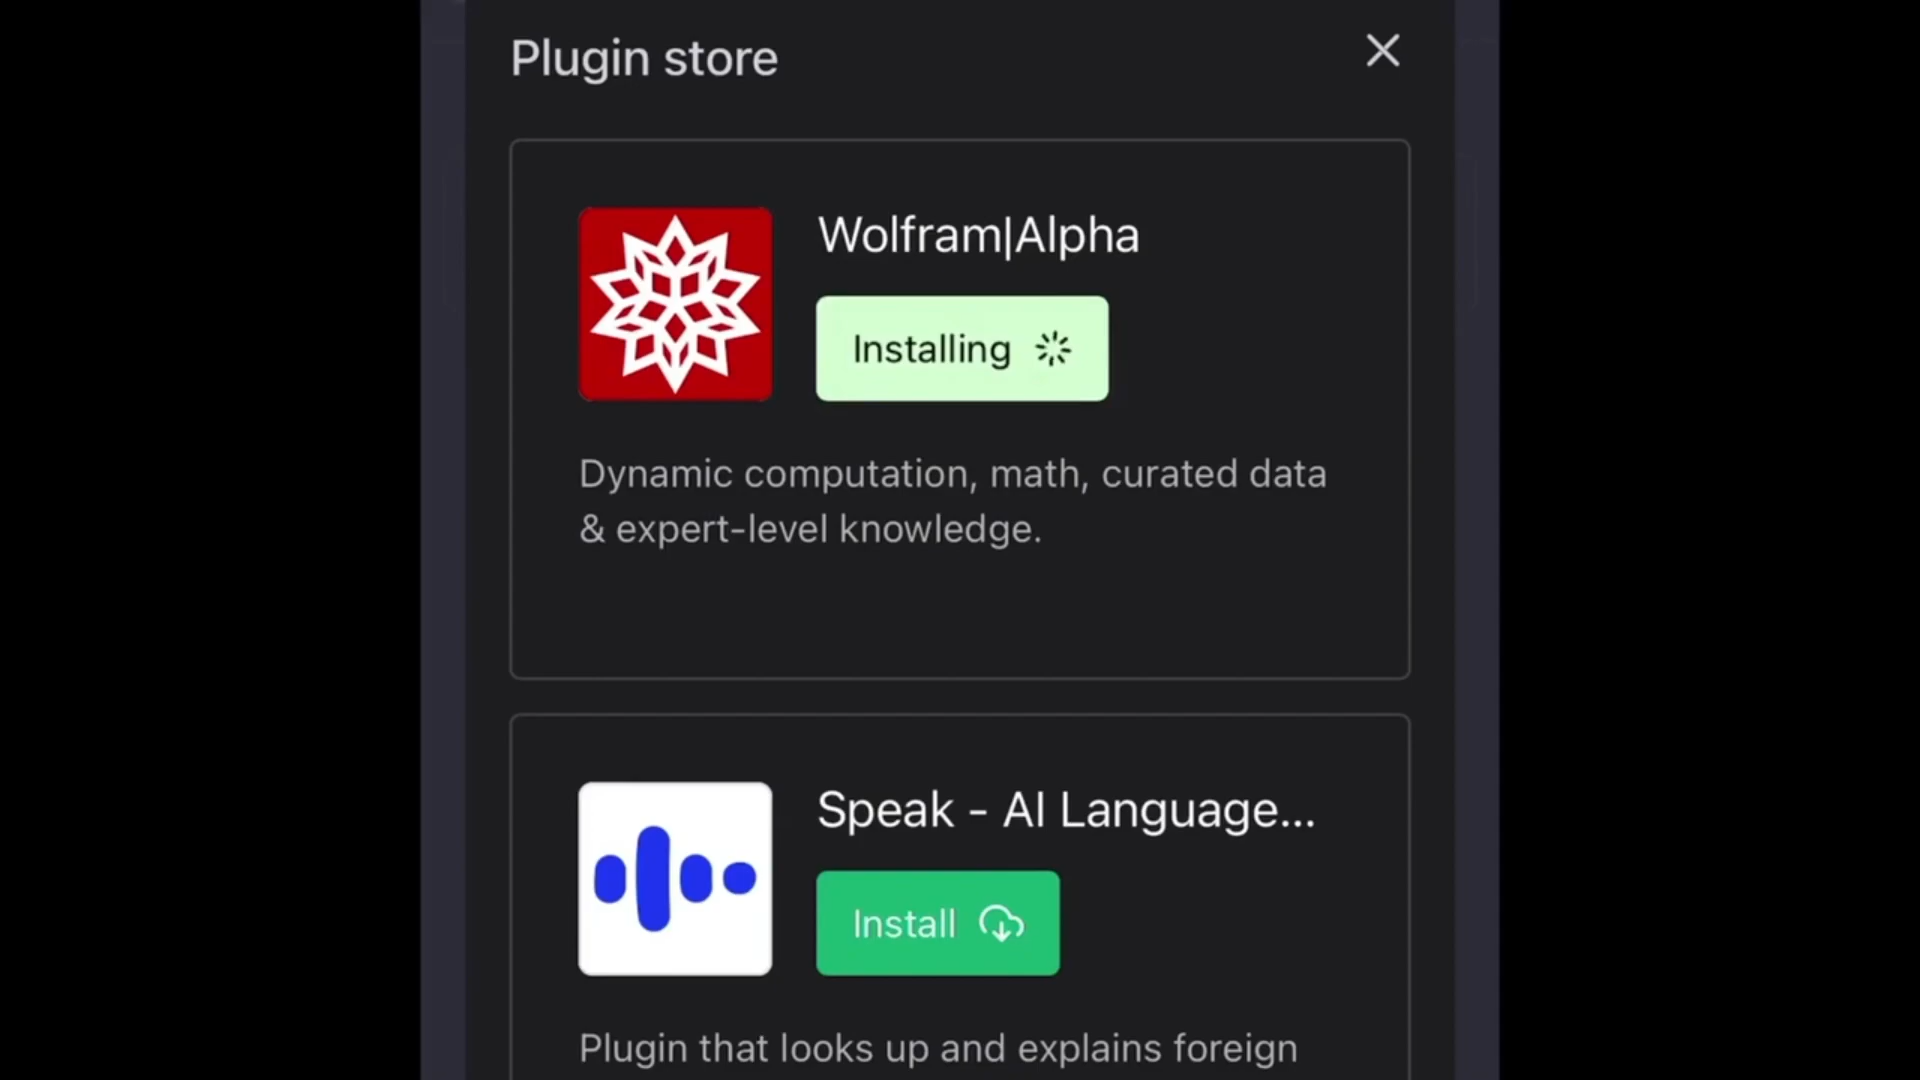 Plugin store
Wolfram|Alpha
Installing
Dynamic computation, math, curated data
& expert-level knowledge.
Speak - AI Language...
Install
Plugin that looks up and explains foreign